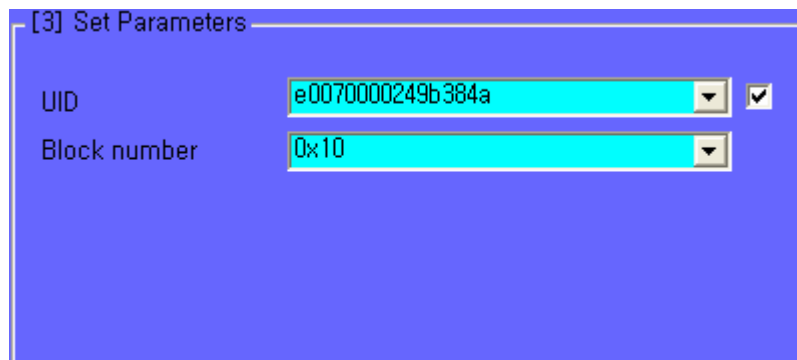 [3] Set Parameters
UID e0070000249b384a
Block number 0x10